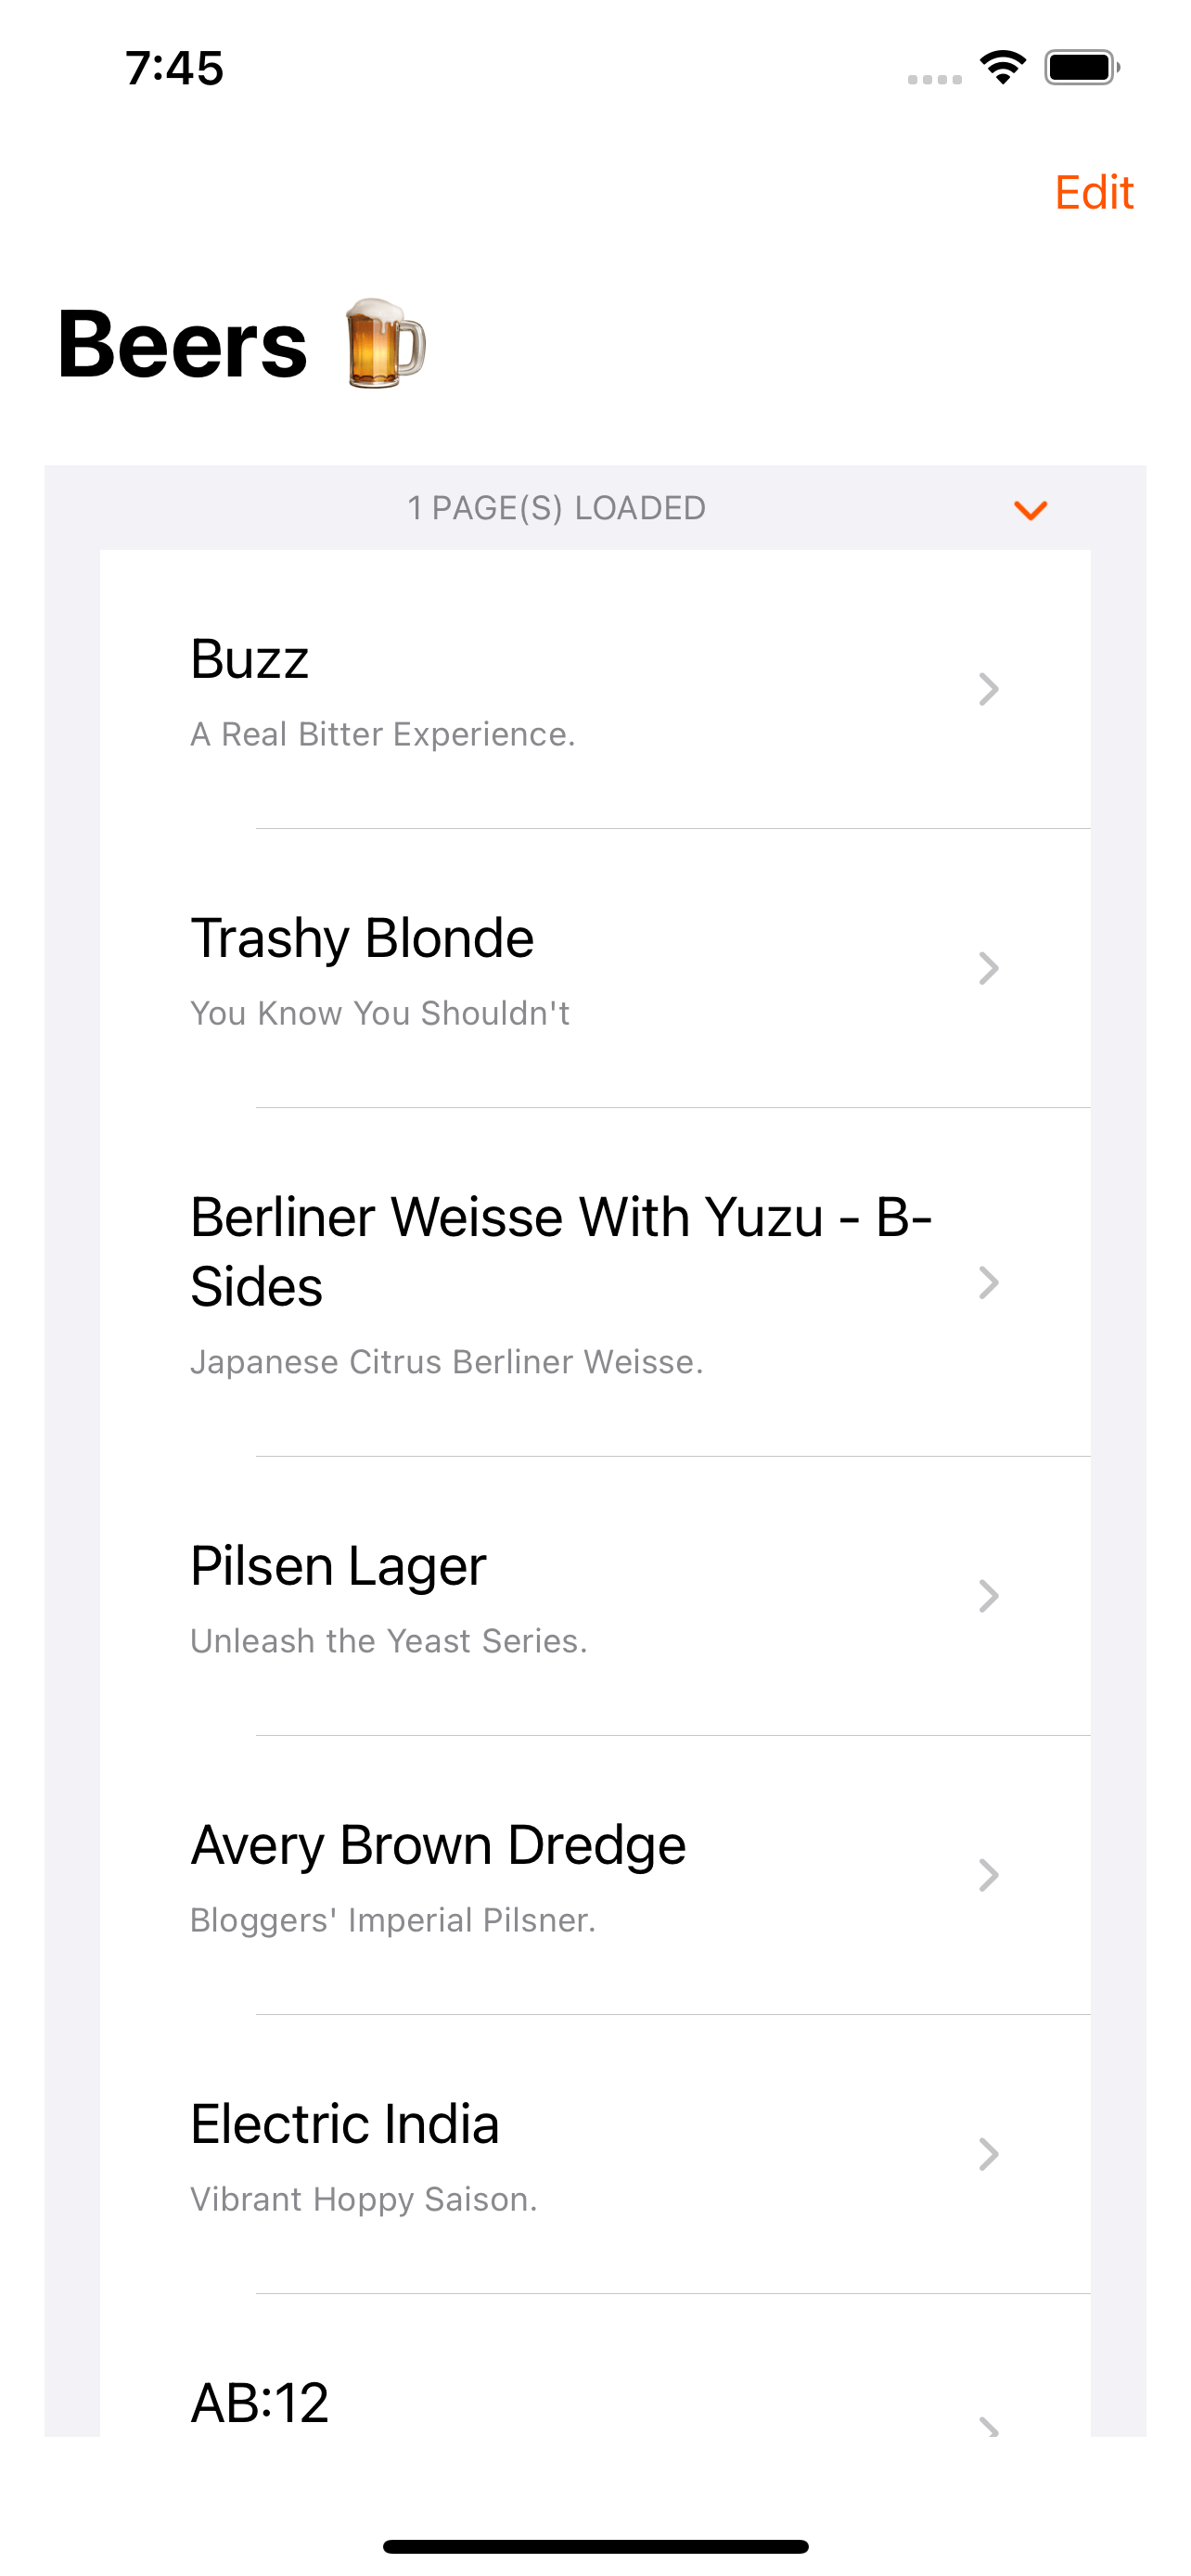 7:45
Edit
Beers 🍺
1 PAGE(S) LOADED
Buzz
A Real Bitter Experience.
Trashy Blonde
You Know You Shouldn't
Berliner Weisse With Yuzu - B-
Sides
Japanese Citrus Berliner Weisse.
Pilsen Lager
Unleash the Yeast Series.
Avery Brown Dredge
Bloggers' Imperial Pilsner.
Electric India
Vibrant Hoppy Saison.
AB:12